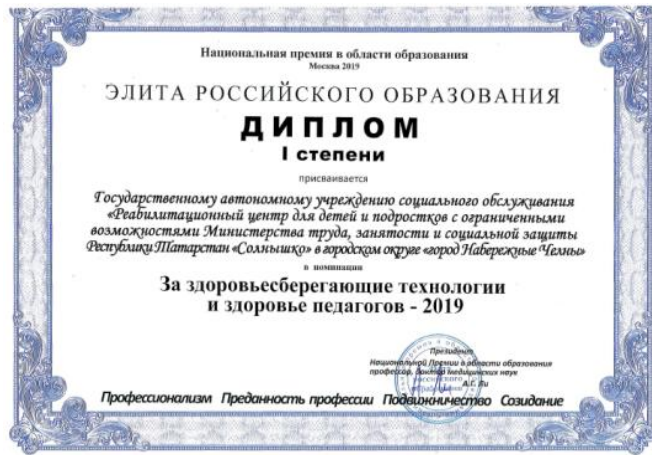 Национальная премия в области образования
Москва 2019
ЭЛИТА РОССИЙСКОГО ОБРАЗОВАНИЯ
ДИПЛОМ
I степени
присваивается
Государственному автономному учреждению социального обслуживания
«Реабилитационный центр для детей и подростков с ограниченными
возможностями Министерства труда, занятости и социальной защиты
Республики Татарстан «Солнышко» в городском округе «город Набережные Челны»
в номинации
За здоровьесберегающие технологии
и здоровье педагогов - 2019
Президент
Национальной Премии в области образования
профессор, доктор медицинских наук
А.С. Ли
Профессионализм Преданность профессии Подвижничество Созидание